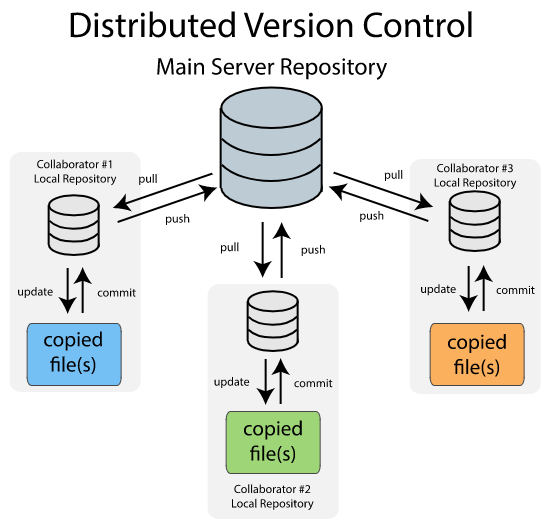 Distributed Version Control
Main Server Repository
Collaborator #1
Local Repository
pull
push
pull
push
Collaborator #3
Local Repository
pull
push
update
commit
copied
file(s)
update
commit
copied
file(s)
Collaborator #2
Local Repository
update
commit
copied
file(s)